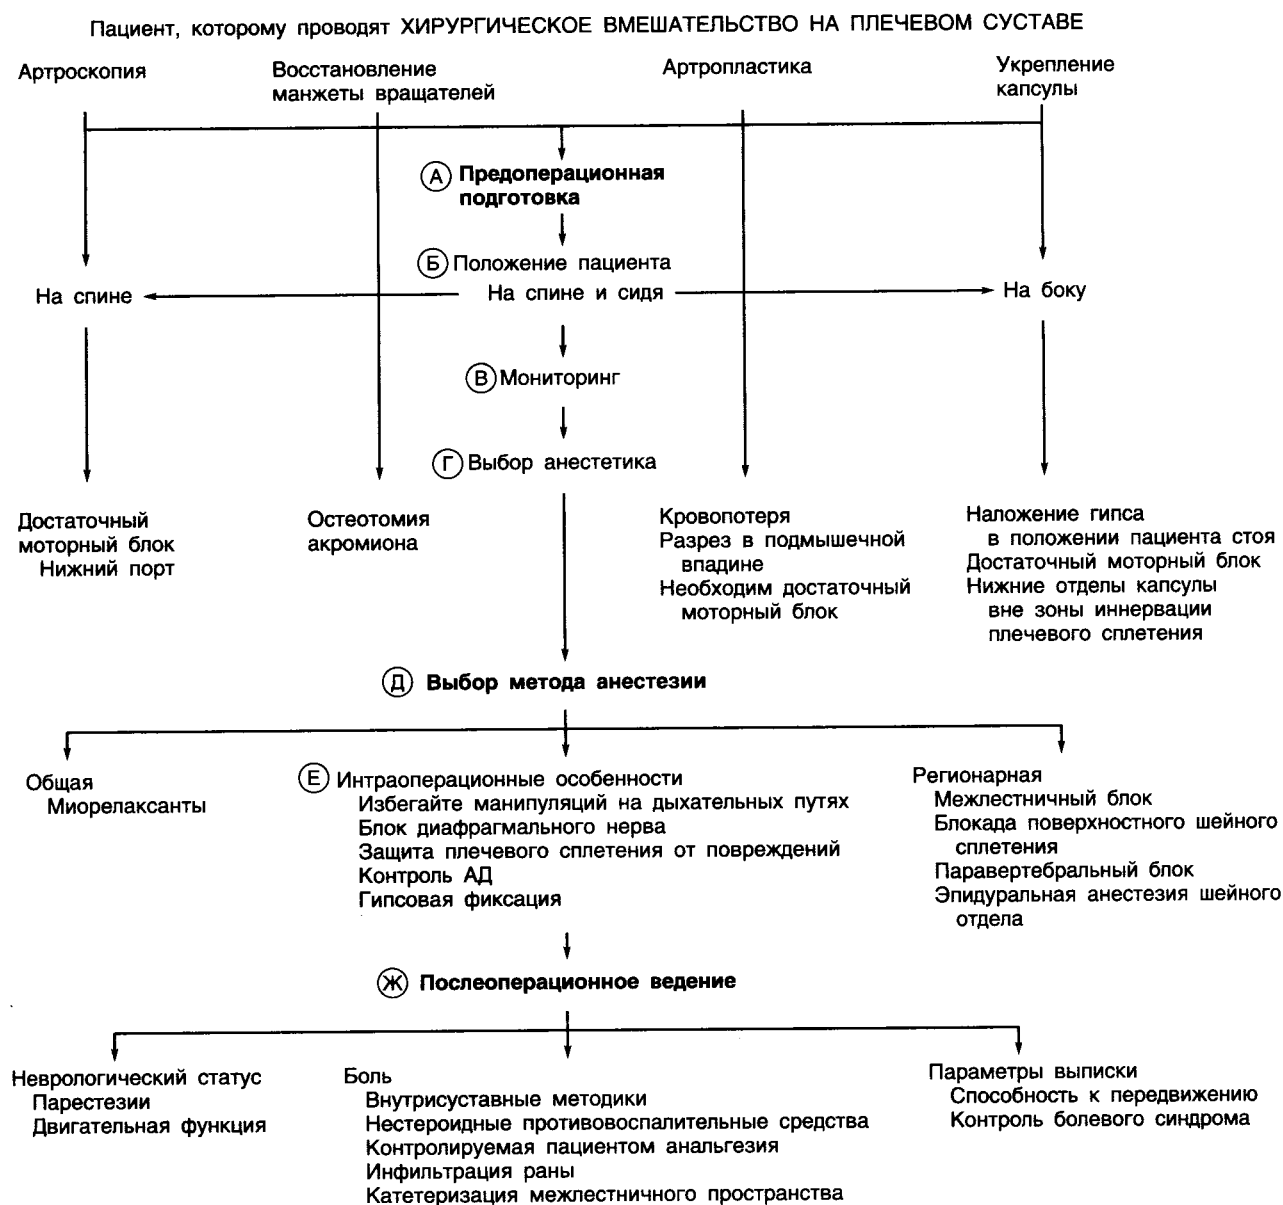 Пациент, которому проводят ХИРУРГИЧЕСКОЕ ВМЕШАТЕЛЬСТВО НА ПЛЕЧЕВОМ СУСТАВЕ
Артроскопия
Восстановление
манжеты вращателей
Артропластика
Укрепление
капсулы
А Предоперационная
подготовка
Б Положение пациента
На спине
На спине и сидя
На боку
В Мониторинг
Г Выбор анестетика
Достаточный
моторный блок
Нижний порт
Остеотомия
акромиона
Кровопотеря
Разрез в подмышечной
впадине
Необходим достаточный
моторный блок
Наложение гипса
в положении пациента стоя
Достаточный моторный блок
Нижние отделы капсулы
вне зоны иннервации
плечевого сплетения
Д Выбор метода анестезии
Общая
Миорелаксанты
Е Интраоперационные особенности
Избегайте манипуляций на дыхательных путях
Блок диафрагмального нерва
Защита плечевого сплетения от повреждений
Контроль АД
Гипсовая фиксация
Регионарная
Межлестничный блок
Блокада поверхностного шейного
сплетения
Паравертебральный блок
Эпидуральная анестезия шейного
отдела
Ж Послеоперационное ведение
Неврологический статус
Парестезии
Двигательная функция
Боль
Внутрисуставные методики
Нестероидные противовоспалительные средства
Контролируемая пациентом анальгезия
Инфильтрация раны
Катетеризация межлестничного пространства
Параметры выписки
Способность к передвижению
Контроль болевого синдрома